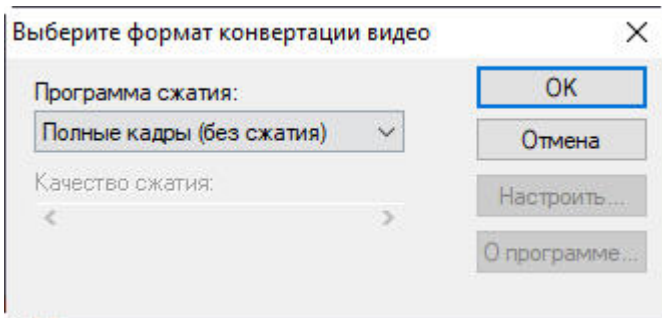 Выберите формат конвертации видео
Программа сжатия:
Полные кадры (без сжатия)
Качество сжатия:
OK
Отмена
Настроить...
О программе...